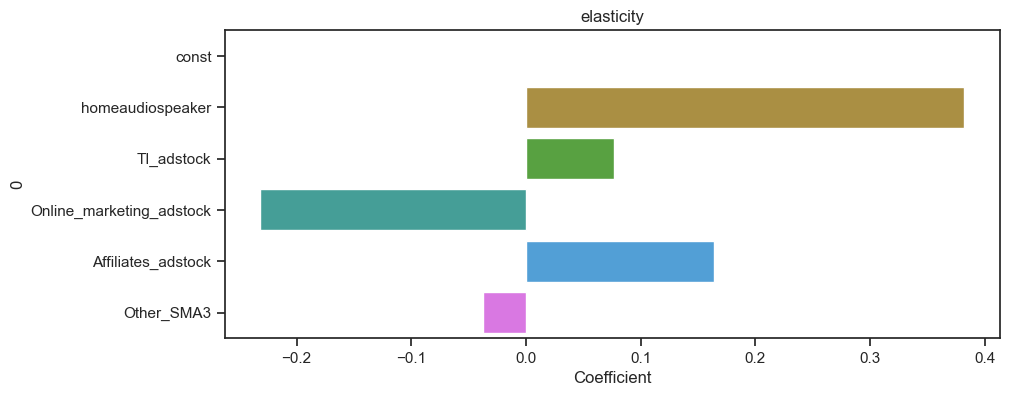 elasticity
const
homeaudiospeaker
TI_adstock
Online_marketing_adstock
Affiliates_adstock
Other_SMA3
0
−0.2 −0.1 0.0 0.1 0.2 0.3 0.4
Coefficient